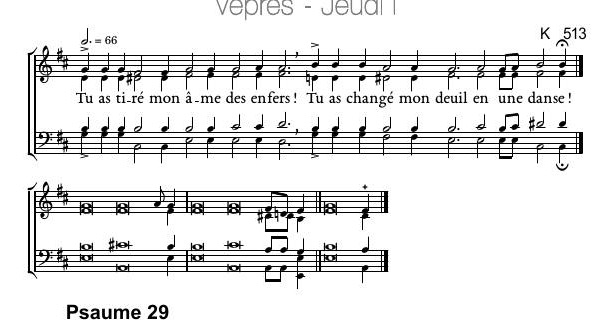 Vêpres - Jeudi I
𝅗𝅥. = 66
K 513
Tu as ti-ré mon â-me des enfers! Tu as changé mon deuil en une danse!
Psaume 29